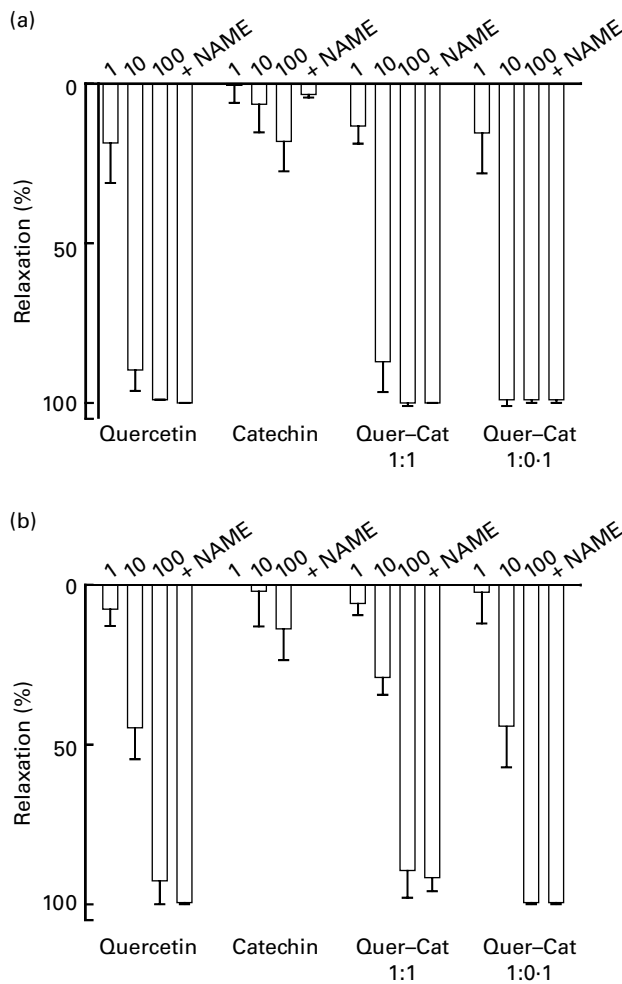 (a)
1 10 100 + NAME 1 10 100 + NAME 1 10 100 + NAME 1 10 100 + NAME
0
50
100
Relaxation (%)
Quercetin Catechin Quer–Cat Quer–Cat
1:1 1:0·1
(b)
1 10 100 + NAME 1 10 100 + NAME 1 10 100 + NAME 1 10 100 + NAME
0
50
100
Relaxation (%)
Quercetin Catechin Quer–Cat Quer–Cat
1:1 1:0·1